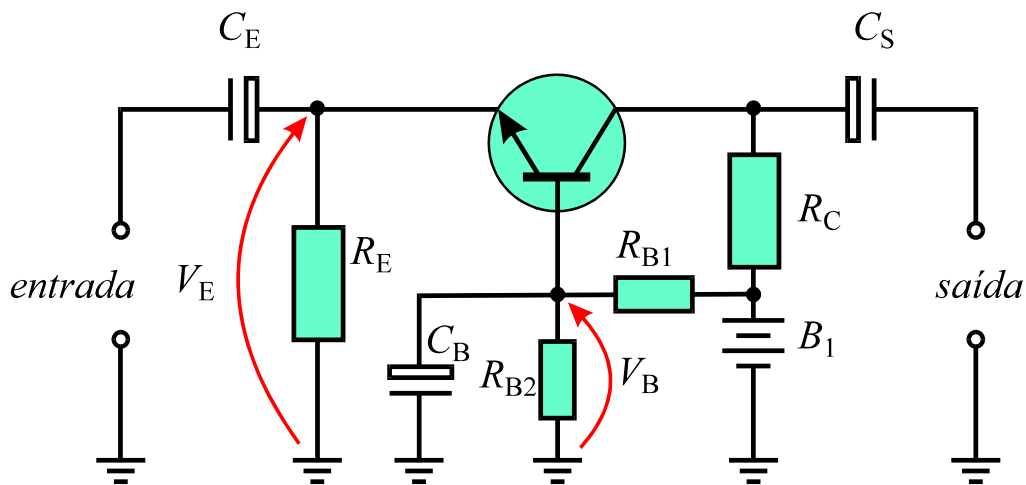 C_E
C_S
R_C
R_B1
R_E
entrada
V_E
saída
C_B
R_B2
V_B
B_1